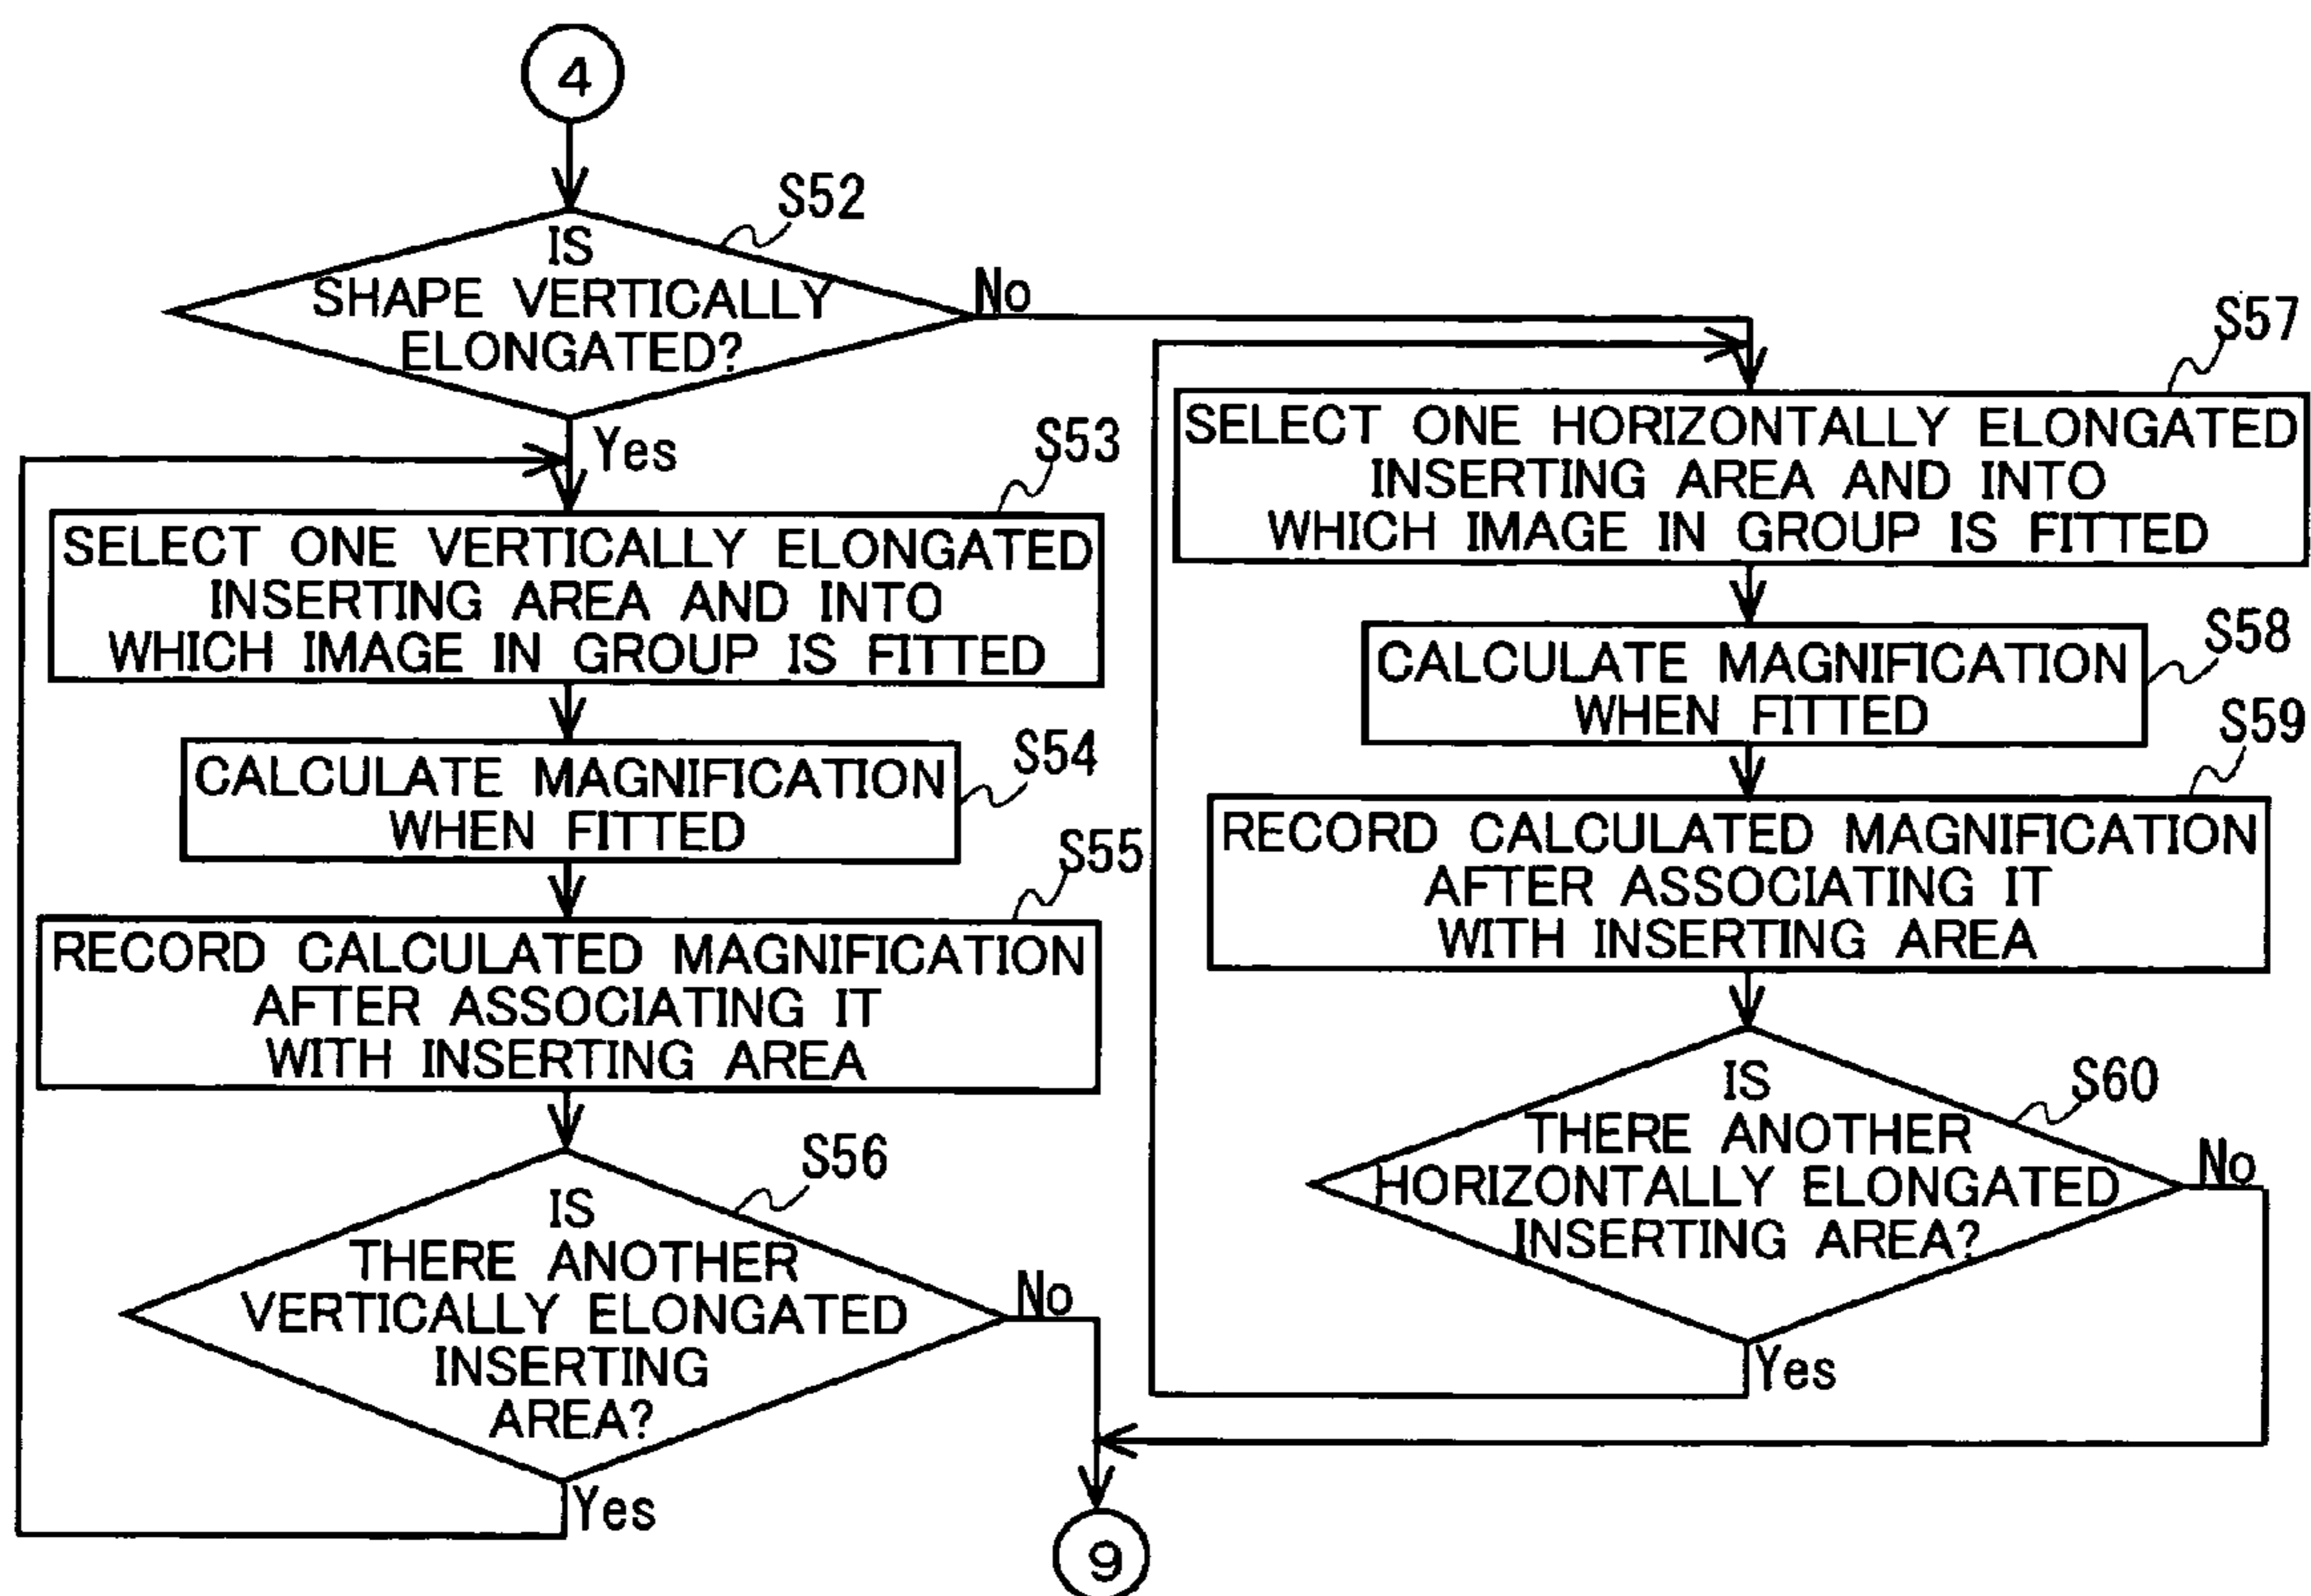 4
S52
IS
SHAPE VERTICALLY
ELONGATED?
No
Yes
S53
SELECT ONE VERTICALLY ELONGATED
INSERTING AREA AND INTO
WHICH IMAGE IN GROUP IS FITTED
S54
CALCULATE MAGNIFICATION
WHEN FITTED
S55
RECORD CALCULATED MAGNIFICATION
AFTER ASSOCIATING IT
WITH INSERTING AREA
S56
IS
THERE ANOTHER
VERTICALLY ELONGATED
INSERTING
AREA?
No
Yes
S57
SELECT ONE HORIZONTALLY ELONGATED
INSERTING AREA AND INTO
WHICH IMAGE IN GROUP IS FITTED
S58
CALCULATE MAGNIFICATION
WHEN FITTED
S59
RECORD CALCULATED MAGNIFICATION
AFTER ASSOCIATING IT
WITH INSERTING AREA
S60
IS
THERE ANOTHER
HORIZONTALLY ELONGATED
INSERTING AREA?
No
Yes
9